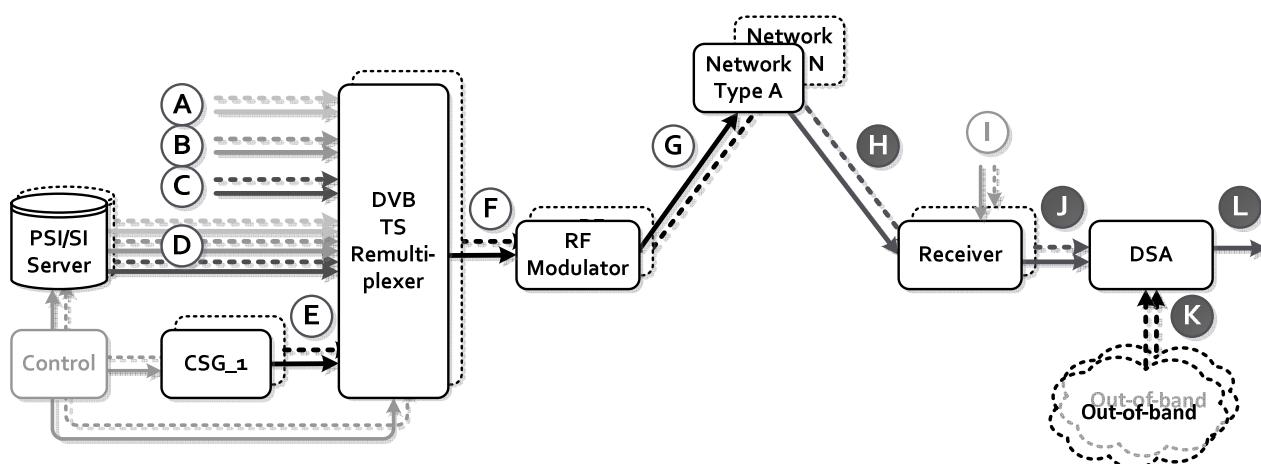 Network
N
Network
Type A
A
B
C
D
PSI/SI
Server
DVB
TS
Remulti-
plexer
F
G
H
I
RF
Modulator
Receiver
J
DSA
L
K
E
Control
CSG_1
Out-of-band
Out-of-band